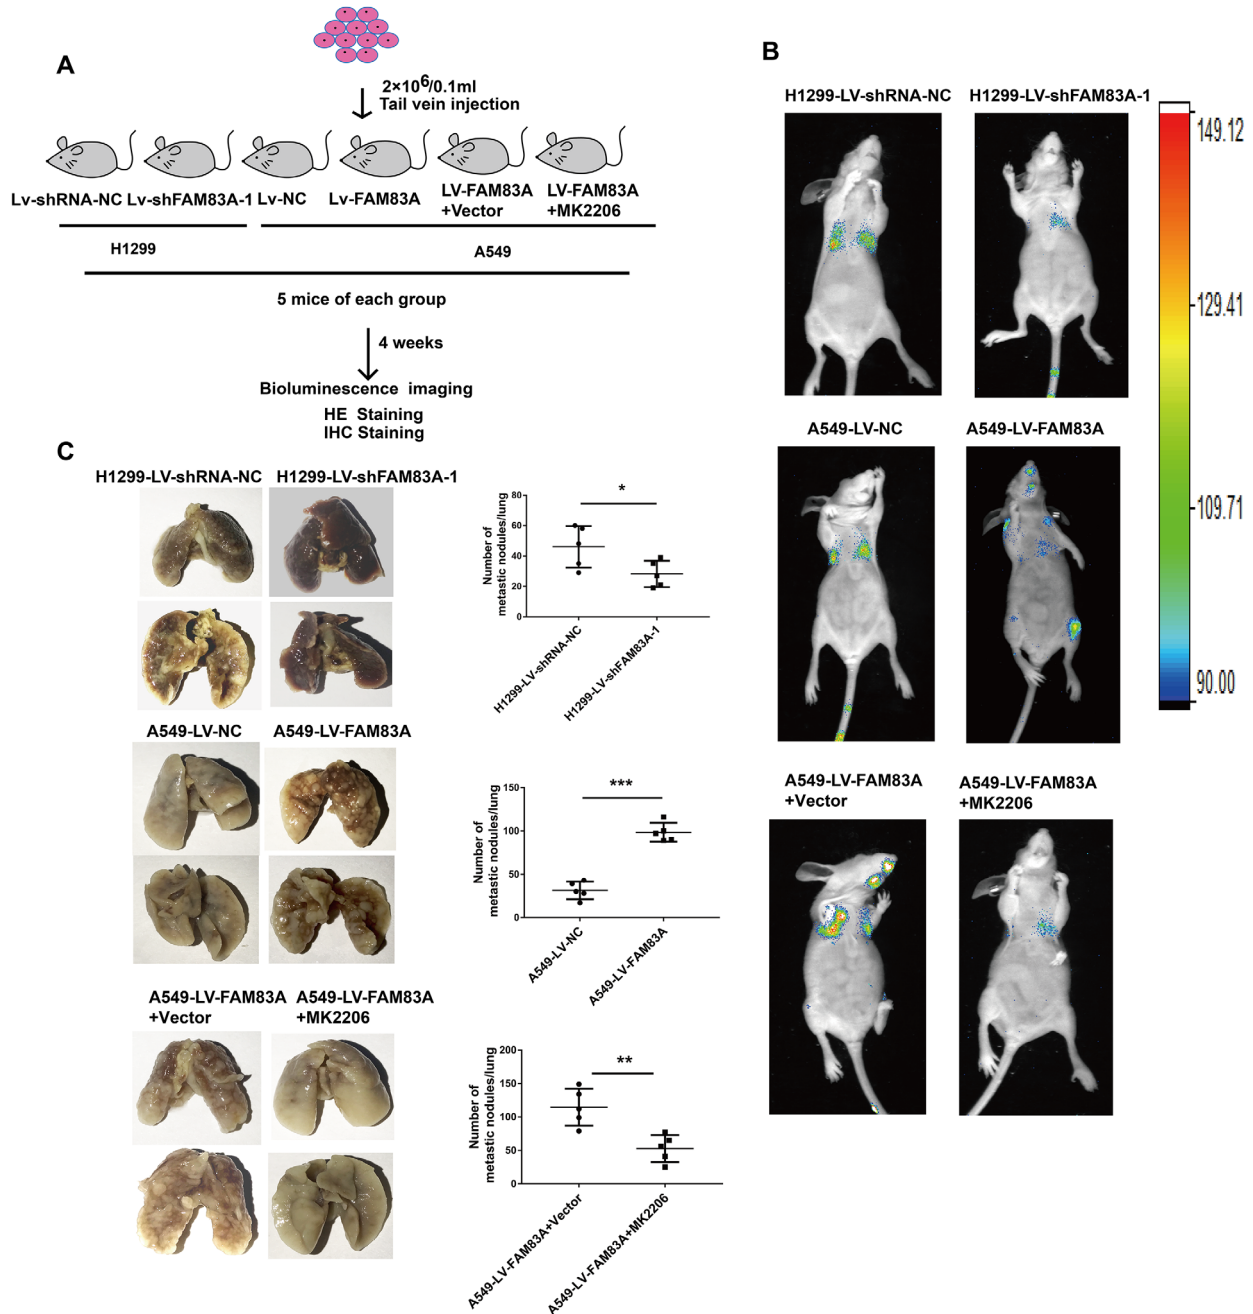 A
2×10⁶/0.1ml
Tail vein injection
Lv-shRNA-NC Lv-shFAM83A-1 Lv-NC Lv-FAM83A LV-FAM83A LV-FAM83A
+Vector +MK2206
H1299 A549
5 mice of each group
4 weeks
Bioluminescence imaging
HE Staining
IHC Staining
B
H1299-LV-shRNA-NC H1299-LV-shFAM83A-1
149.12
129.41
109.71
90.00
A549-LV-NC A549-LV-FAM83A
A549-LV-FAM83A A549-LV-FAM83A
+Vector +MK2206
C
H1299-LV-shRNA-NC H1299-LV-shFAM83A-1
A549-LV-NC A549-LV-FAM83A
A549-LV-FAM83A A549-LV-FAM83A
+Vector +MK2206
Number of
metastic nodules/lung
80
60
40
20
0
*
H1299-LV-shRNA-NC
H1299-LV-shFAM83A-1
Number of
metastic nodules/lung
150
100
50
0
***
A549-LV-NC
A549-LV-FAM83A
Number of
metastic nodules/lung
200
150
100
50
0
**
A549-LV-FAM83A+Vector
A549-LV-FAM83A+MK2206